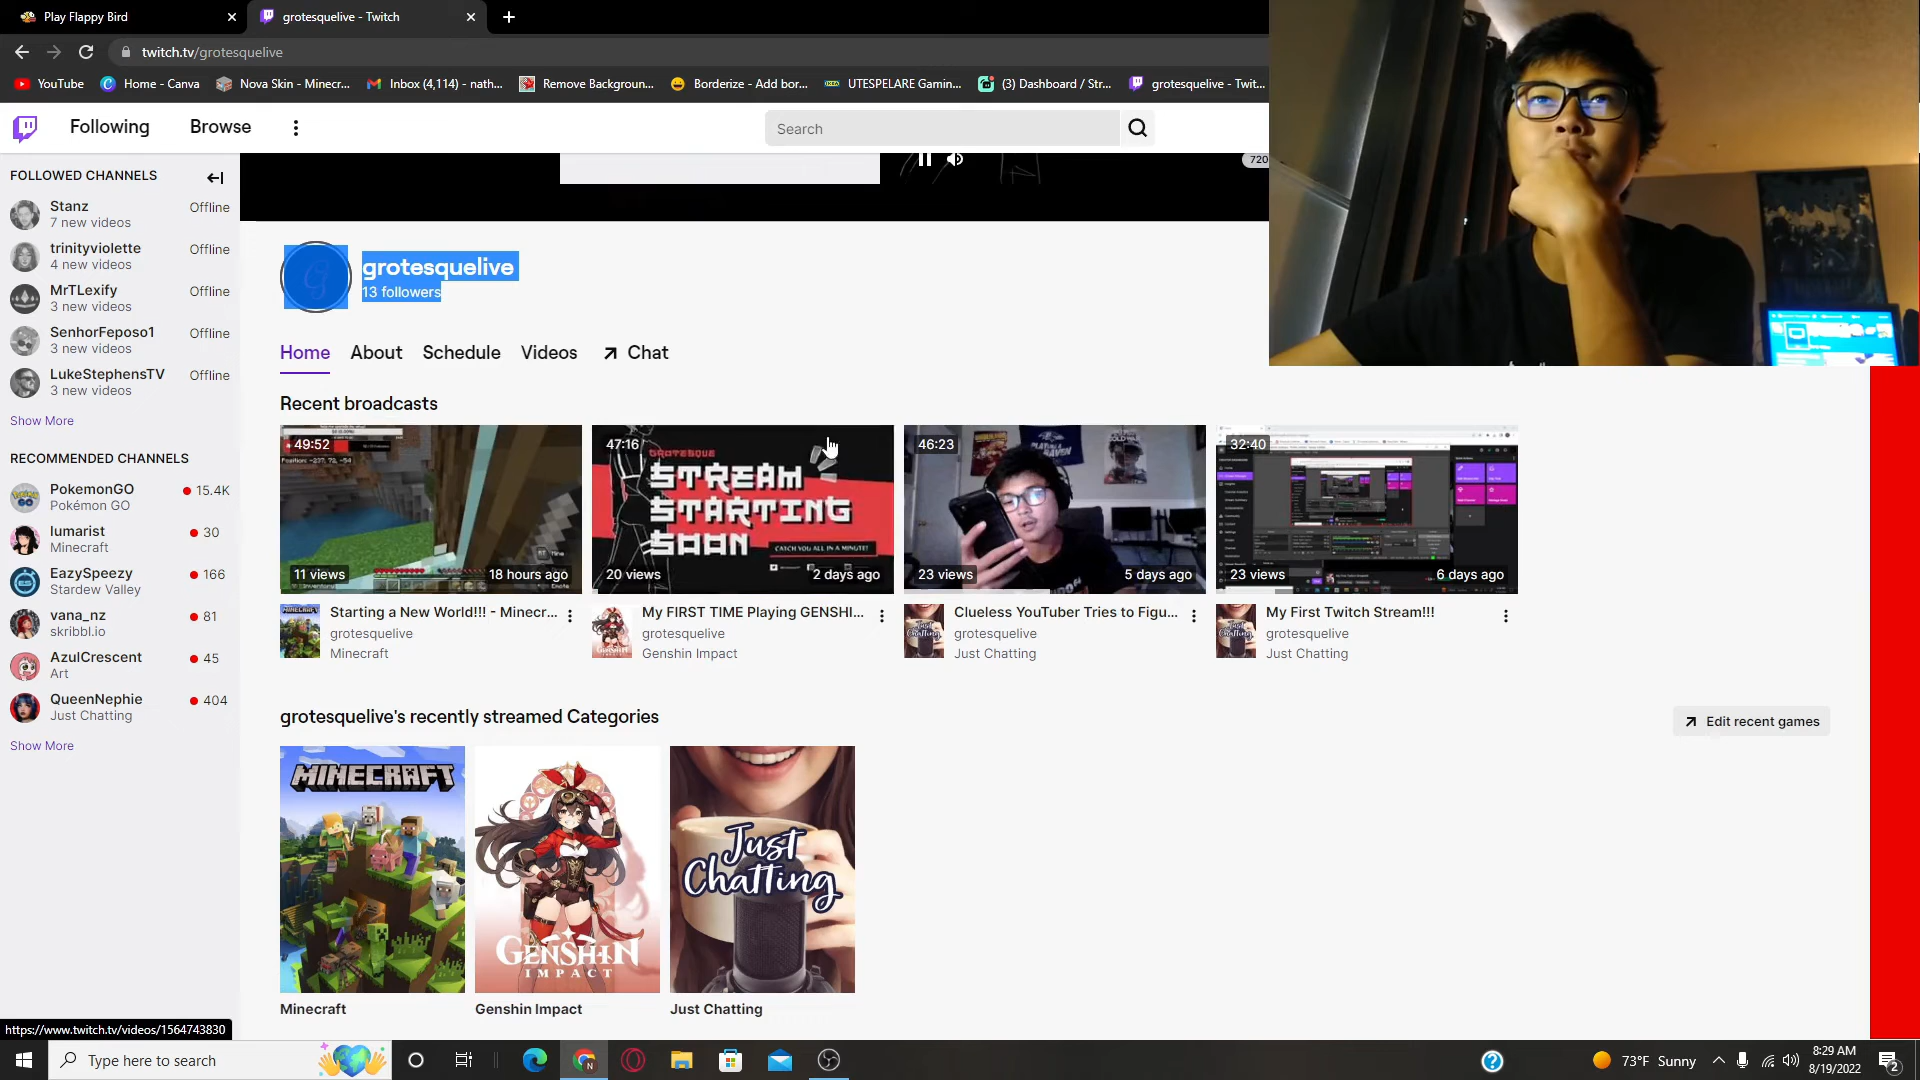 Play Flappy Bird
grotesquelive - Twitch
twitch.tv/grotesquelive
YouTube
Home - Canva
Nova Skin - Minecr...
Inbox (4,114) - nath...
Remove Backgroun...
Borderize - Add bor...
UTESPELARE Gamin...
(3) Dashboard / Str...
grotesquelive - Twit...
Following
Browse
Search
720
FOLLOWED CHANNELS
Stanz
Offline
7 new videos
trinityviolette
Offline
4 new videos
MrTLexify
Offline
3 new videos
SenhorFeposo1
Offline
3 new videos
LukeStephensTV
Offline
3 new videos
Show More
RECOMMENDED CHANNELS
PokemonGO
15.4K
Pokémon GO
lumarist
30
Minecraft
EazySpeezy
166
Stardew Valley
vana_nz
81
skribbl.io
AzulCrescent
45
Art
QueenNephie
404
Just Chatting
Show More
grotesquelive
13 followers
Home
About
Schedule
Videos
Chat
Recent broadcasts
49:52
11 views
18 hours ago
Starting a New World!!! - Minecr...
grotesquelive
Minecraft
47:16
GROTESQUE
STREAM
STARTING
SOON
CATCH YOU ALL IN A MINUTE!
20 views
2 days ago
My FIRST TIME Playing GENSHI...
grotesquelive
Genshin Impact
46:23
23 views
5 days ago
Clueless YouTuber Tries to Figu...
grotesquelive
Just Chatting
32:40
23 views
6 days ago
My First Twitch Stream!!!
grotesquelive
Just Chatting
grotesquelive's recently streamed Categories
Edit recent games
MINECRAFT
GENSHIN
IMPACT
Just
Chatting
Minecraft
Genshin Impact
Just Chatting
https://www.twitch.tv/videos/1564743830
Type here to search
73°F Sunny
8:29 AM
8/19/2022
2